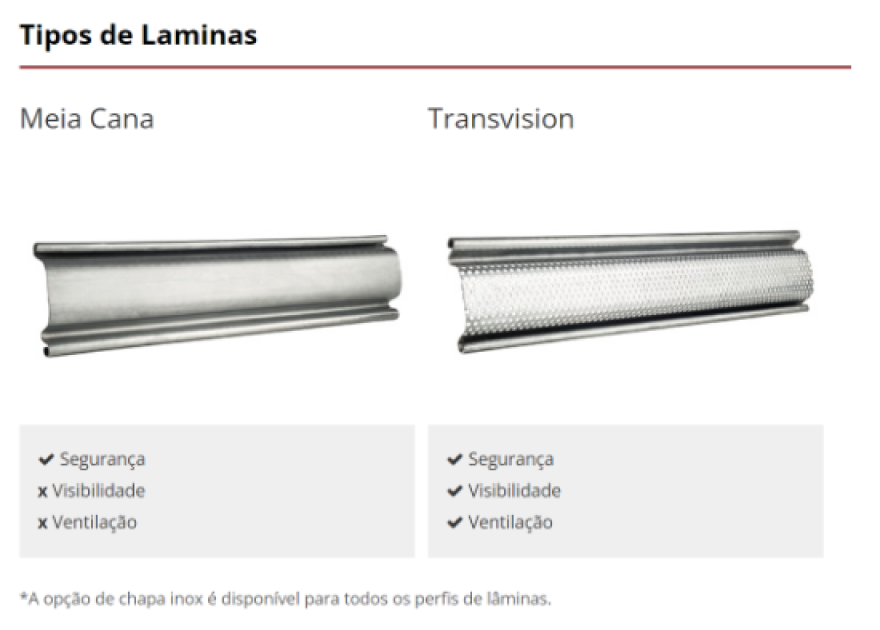 Tipos de Laminas
Meia Cana
Transvision
✔ Segurança
x Visibilidade
x Ventilação
✔ Segurança
✔ Visibilidade
✔ Ventilação
*A opção de chapa inox é disponível para todos os perfis de lâminas.